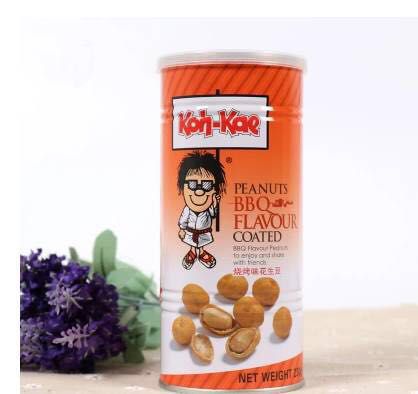 Koh-Kae
®
PEANUTS
BBQ
FLAVOUR
COATED
BBQ Flavour Peanuts
to enjoy and share
with friends
烧烤味花生豆
NET WEIGHT